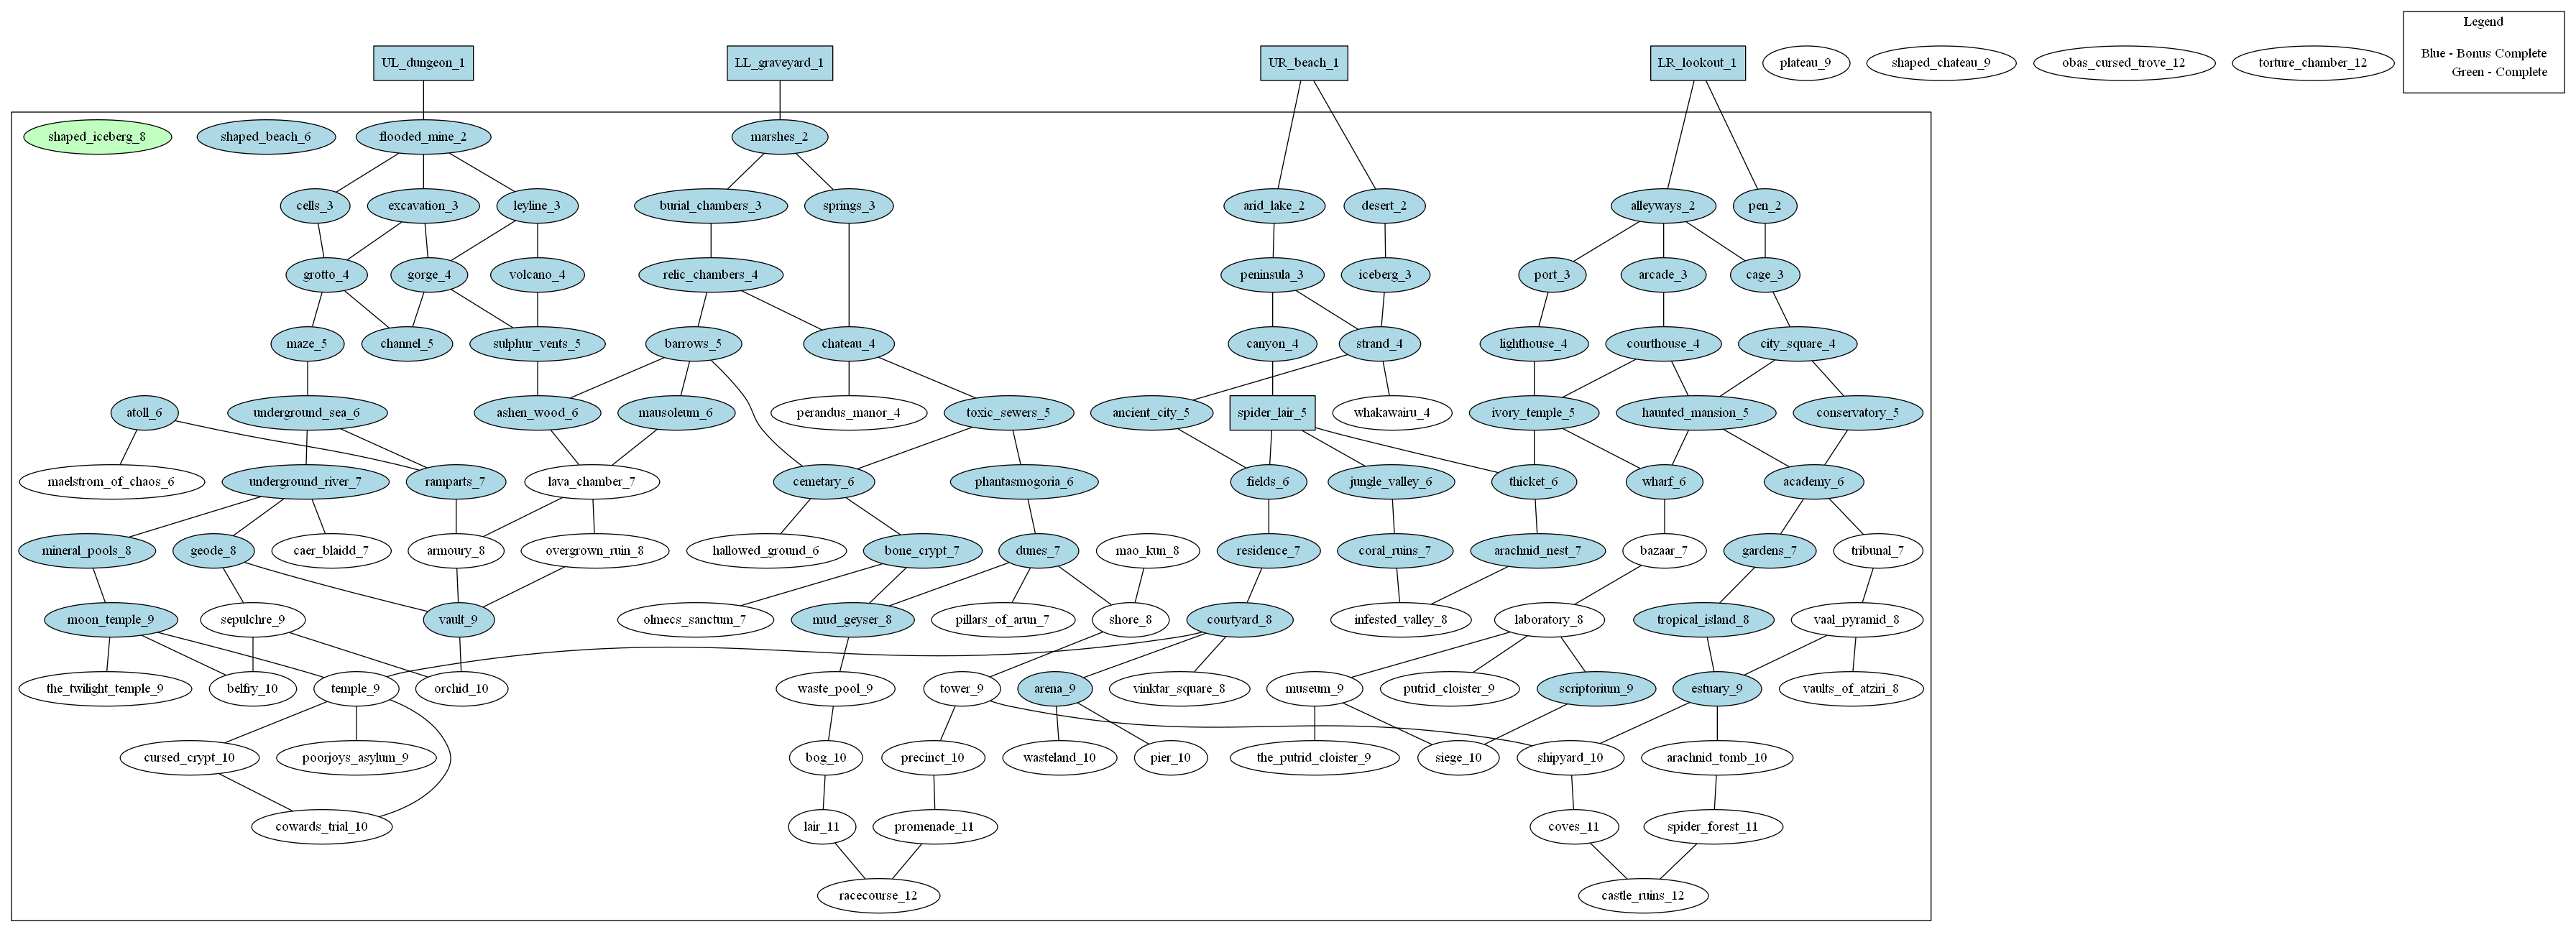 Legend
UL_dungeon_1
LL_graveyard_1
UR_beach_1
LR_lookout_1
plateau_9
shaped_chateau_9
obas_cursed_trove_12
torture_chamber_12
Blue - Bonus Complete
Green - Complete
shaped_iceberg_8
shaped_beach_6
flooded_mine_2
marshes_2
cells_3
excavation_3
leyline_3
burial_chambers_3
springs_3
arid_lake_2
desert_2
alleyways_2
pen_2
grotto_4
gorge_4
volcano_4
relic_chambers_4
peninsula_3
iceberg_3
port_3
arcade_3
cage_3
maze_5
channel_5
sulphur_vents_5
barrows_5
chateau_4
canyon_4
strand_4
lighthouse_4
courthouse_4
city_square_4
atoll_6
underground_sea_6
ashen_wood_6
mausoleum_6
perandus_manor_4
toxic_sewers_5
ancient_city_5
spider_lair_5
whakawairu_4
ivory_temple_5
haunted_mansion_5
conservatory_5
maelstrom_of_chaos_6
underground_river_7
ramparts_7
lava_chamber_7
cemetary_6
phantasmogoria_6
fields_6
jungle_valley_6
thicket_6
wharf_6
academy_6
mineral_pools_8
geode_8
caer_blaidd_7
armoury_8
overgrown_ruin_8
hallowed_ground_6
bone_crypt_7
dunes_7
mao_kun_8
residence_7
coral_ruins_7
arachnid_nest_7
bazaar_7
gardens_7
tribunal_7
moon_temple_9
sepulchre_9
vault_9
olmecs_sanctum_7
mud_geyser_8
pillars_of_arun_7
shore_8
courtyard_8
infested_valley_8
laboratory_8
tropical_island_8
vaal_pyramid_8
the_twilight_temple_9
belfry_10
temple_9
orchid_10
waste_pool_9
tower_9
arena_9
vinktar_square_8
museum_9
putrid_cloister_9
scriptorium_9
estuary_9
vaults_of_atziri_8
cursed_crypt_10
poorjoys_asylum_9
bog_10
precinct_10
wasteland_10
pier_10
the_putrid_cloister_9
siege_10
shipyard_10
arachnid_tomb_10
cowards_trial_10
lair_11
promenade_11
coves_11
spider_forest_11
racecourse_12
castle_ruins_12